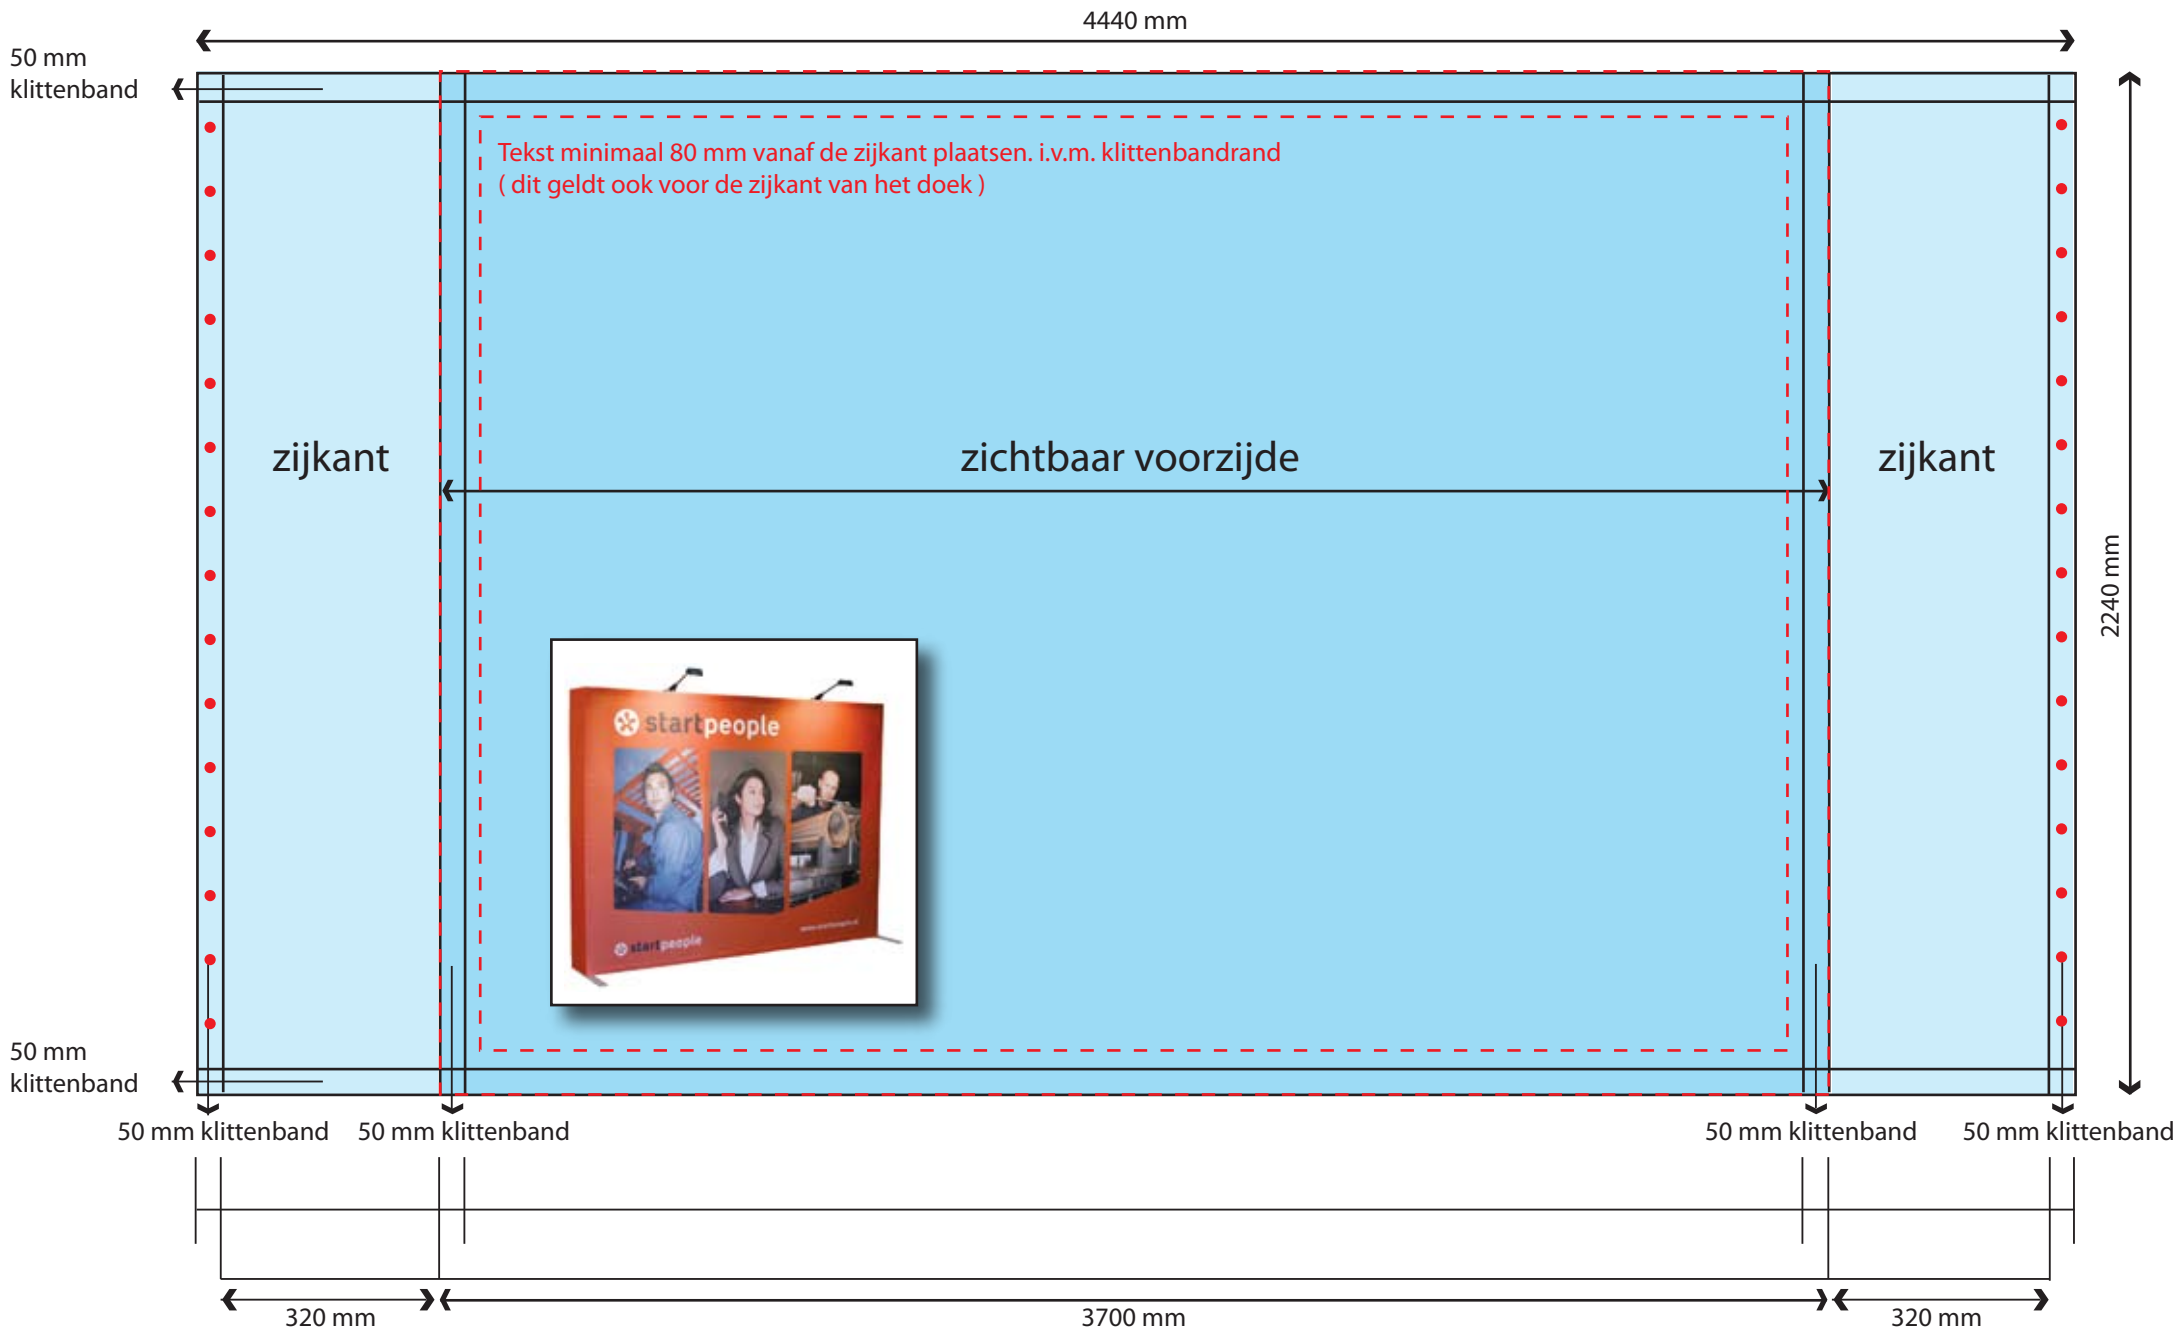 4440 mm
50 mm
klittenband
Tekst minimaal 80 mm vanaf de zijkant plaatsen. i.v.m. klittenbandrand
( dit geldt ook voor de zijkant van het doek )
zijkant
zichtbaar voorzijde
zijkant
2240 mm
startpeople
startpeople
50 mm
klittenband
50 mm klittenband
50 mm klittenband
50 mm klittenband
50 mm klittenband
320 mm
3700 mm
320 mm